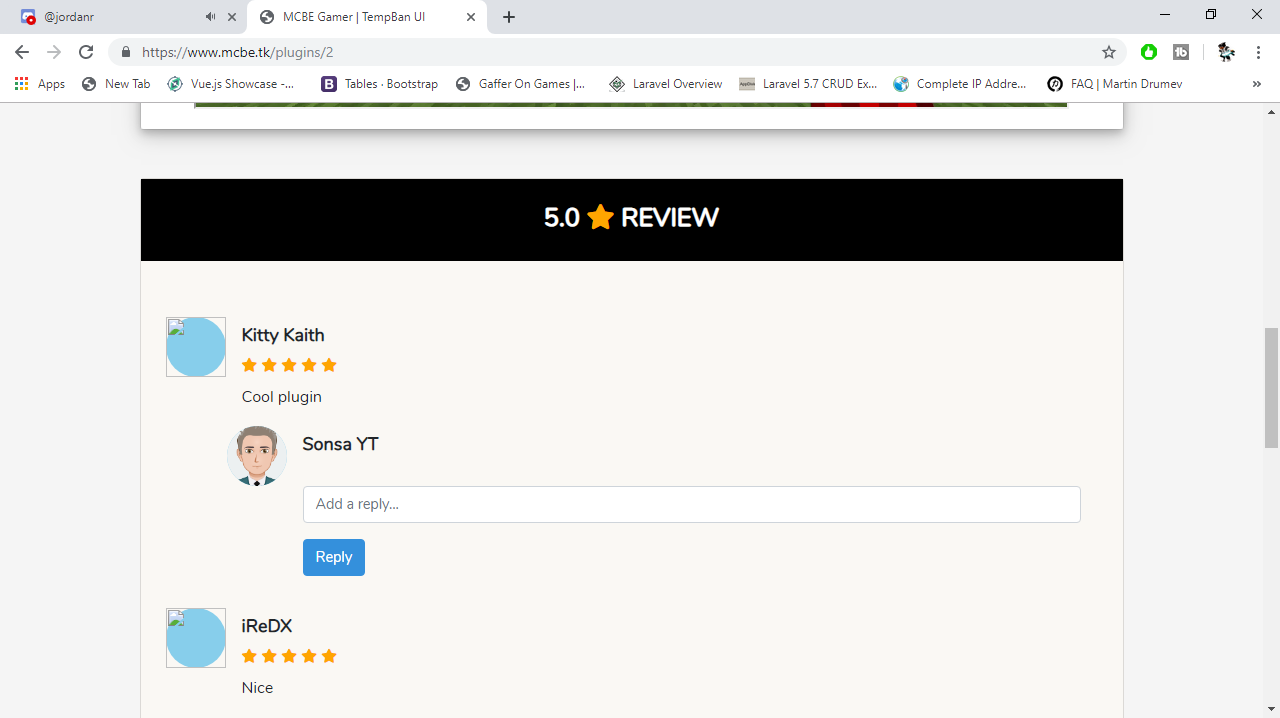 @jordanr
MCBE Gamer | TempBan UI
https://www.mcbe.tk/plugins/2
Apps New Tab Vue.js Showcase -... Tables · Bootstrap Gaffer On Games |... Laravel Overview Laravel 5.7 CRUD Ex... Complete IP Addre... FAQ | Martin Drumev »
5.0 REVIEW
Kitty Kaith
Cool plugin
Sonsa YT
Add a reply...
Reply
iReDX
Nice